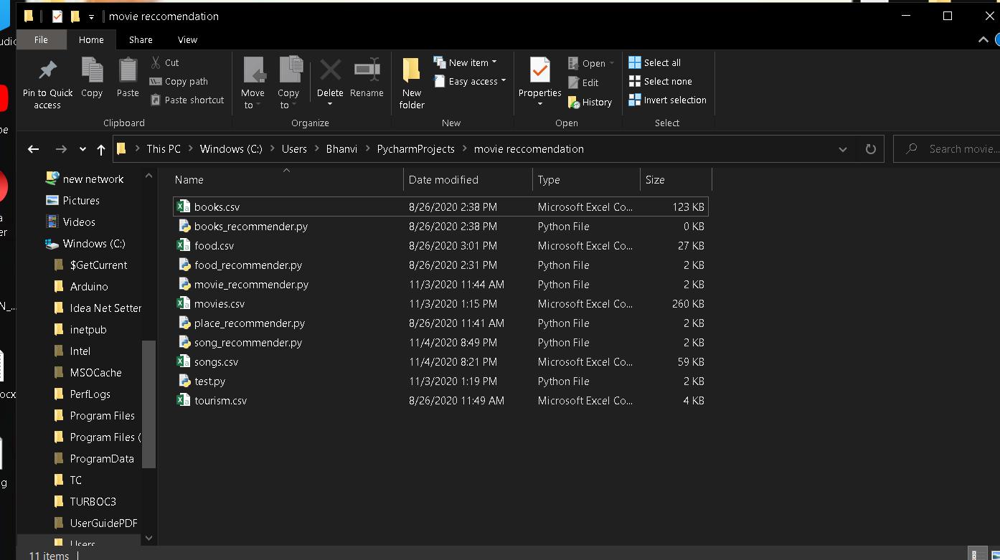 movie reccomendation
File Home Share View
Pin to Quick access
Copy
Paste
Cut
Copy path
Paste shortcut
Clipboard
Move to
Copy to
Delete
Rename
Organize
New folder
New item
Easy access
New
Properties
Open
Edit
History
Open
Select all
Select none
Invert selection
Select
This PC > Windows (C:) > Users > Bhanvi > PycharmProjects > movie reccomendation
Search movie...
new network
Pictures
Videos
Windows (C:)
$GetCurrent
Arduino
Idea Net Setter
inetpub
Intel
MSOCache
PerfLogs
Program Files
Program Files (
ProgramData
TC
TURBOC3
UserGuidePDF
Users
Name Date modified Type Size
books.csv 8/26/2020 2:38 PM Microsoft Excel Co... 123 KB
books_recommender.py 8/26/2020 2:38 PM Python File 0 KB
food.csv 8/26/2020 3:01 PM Microsoft Excel Co... 27 KB
food_recommender.py 8/26/2020 2:31 PM Python File 2 KB
movie_recommender.py 11/3/2020 11:44 AM Python File 2 KB
movies.csv 11/3/2020 1:15 PM Microsoft Excel Co... 260 KB
place_recommender.py 8/26/2020 11:41 AM Python File 2 KB
song_recommender.py 11/4/2020 8:49 PM Python File 2 KB
songs.csv 11/4/2020 8:21 PM Microsoft Excel Co... 59 KB
test.py 11/3/2020 1:19 PM Python File 2 KB
tourism.csv 8/26/2020 11:49 AM Microsoft Excel Co... 4 KB
11 items